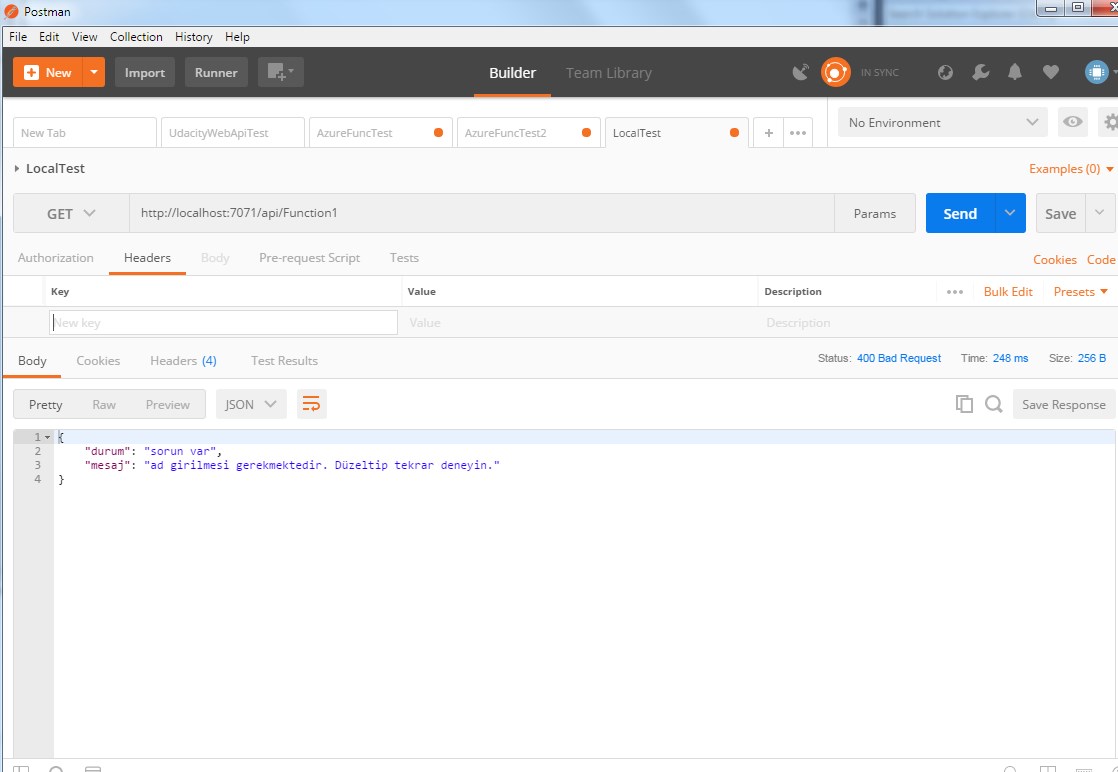 Postman
File Edit View Collection History Help
New Import Runner Builder Team Library IN SYNC
New Tab UdacityWebApiTest AzureFuncTest AzureFuncTest2 LocalTest + ••• No Environment
LocalTest Examples (0)
GET http://localhost:7071/api/Function1 Params Send Save
Authorization Headers Body Pre-request Script Tests Cookies Code
Key Value Description ••• Bulk Edit Presets
New key Value Description
Body Cookies Headers (4) Test Results Status: 400 Bad Request Time: 248 ms Size: 256 B
Pretty Raw Preview JSON Save Response
1 {
2 "durum": "sorun var",
3 "mesaj": "ad girilmesi gerekmektedir. Düzeltip tekrar deneyin."
4 }